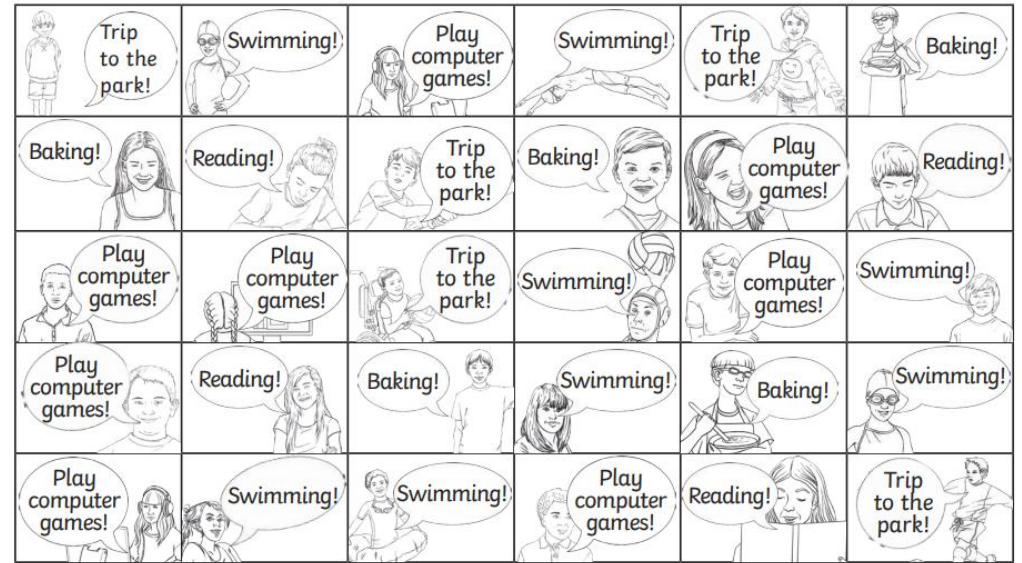 Trip
to the
park!
Swimming!
Play
computer
games!
Swimming!
Trip
to the
park!
Baking!
Baking!
Reading!
Trip
to the
park!
Baking!
Play
computer
games!
Reading!
Play
computer
games!
Play
computer
games!
Trip
to the
park!
Swimming!
Play
computer
games!
Swimming!
Play
computer
games!
Reading!
Baking!
Swimming!
Baking!
Swimming!
Play
computer
games!
Swimming!
Swimming!
Play
computer
games!
Reading!
Trip
to the
park!